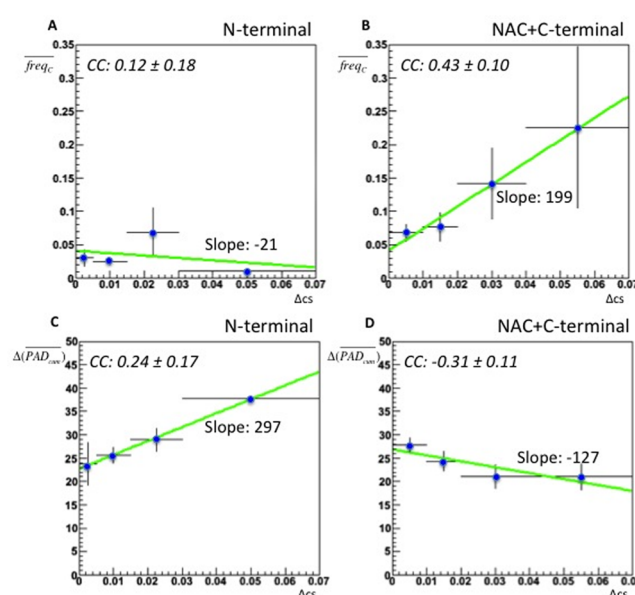 A N-terminal
freq_C
CC: 0.12 ± 0.18
0.35
0.3
0.25
0.2
0.15
0.1
0.05
0
Slope: -21
0 0.01 0.02 0.03 0.04 0.05 0.06 0.07
Δcs
B NAC+C-terminal
freq_C
CC: 0.43 ± 0.10
0.35
0.3
0.25
0.2
0.15
0.1
0.05
0
Slope: 199
0 0.01 0.02 0.03 0.04 0.05 0.06 0.07
Δcs
C N-terminal
Δ(PAD_cum)
CC: 0.24 ± 0.17
50
45
40
35
30
25
20
15
10
5
0
Slope: 297
0 0.01 0.02 0.03 0.04 0.05 0.06 0.07
Δcs
D NAC+C-terminal
Δ(PAD_cum)
CC: -0.31 ± 0.11
50
45
40
35
30
25
20
15
10
5
0
Slope: -127
0 0.01 0.02 0.03 0.04 0.05 0.06 0.0
Δcs